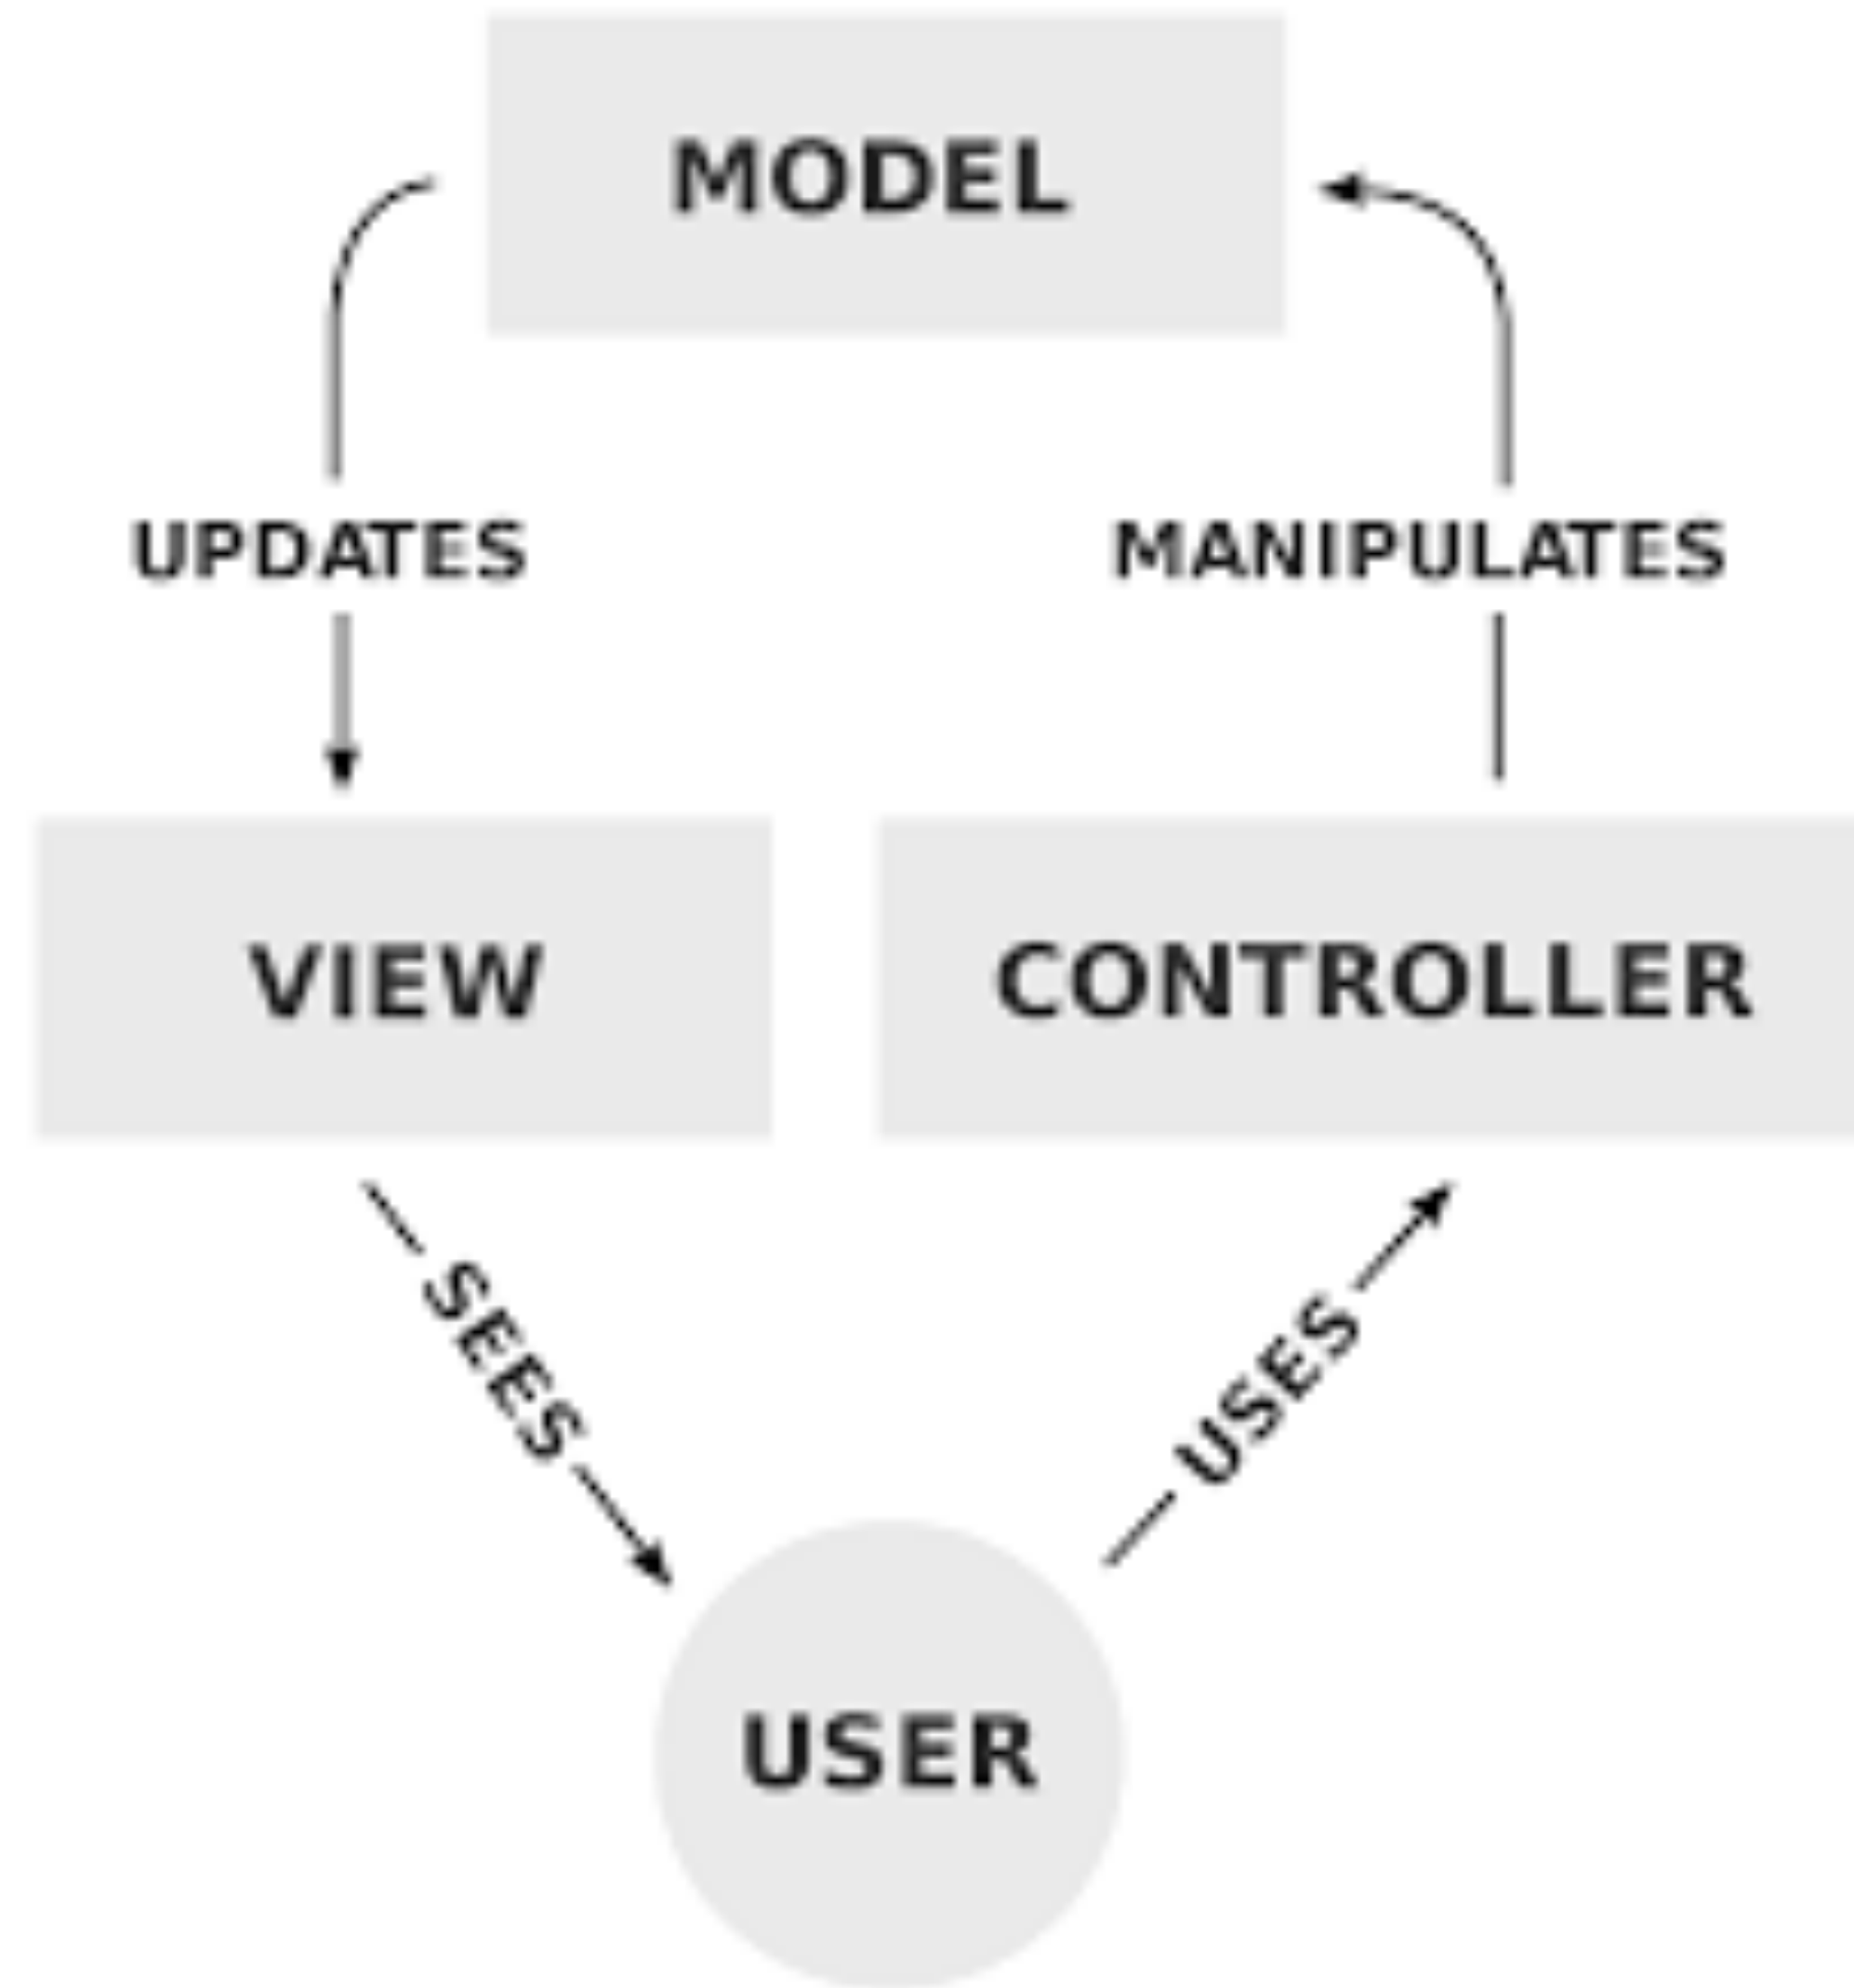 MODEL
UPDATES
MANIPULATES
VIEW
CONTROLLER
SEES
USES
USER